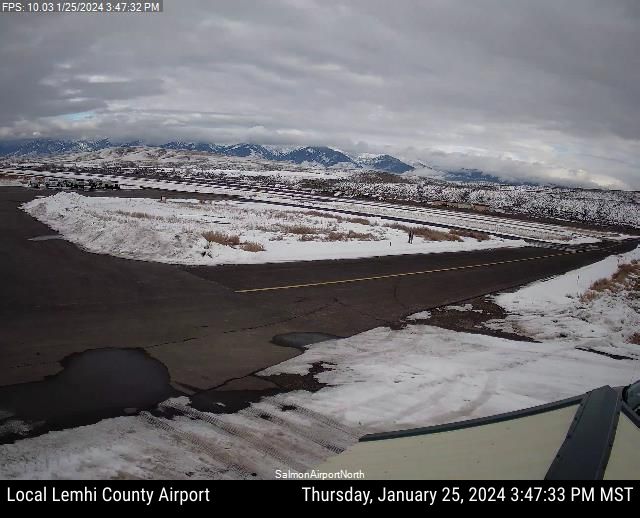 FPS: 10.03 1/25/2024 3:47:32 PM
SalmonAirportNorth
Local Lemhi County Airport Thursday, January 25, 2024 3:47:33 PM MST